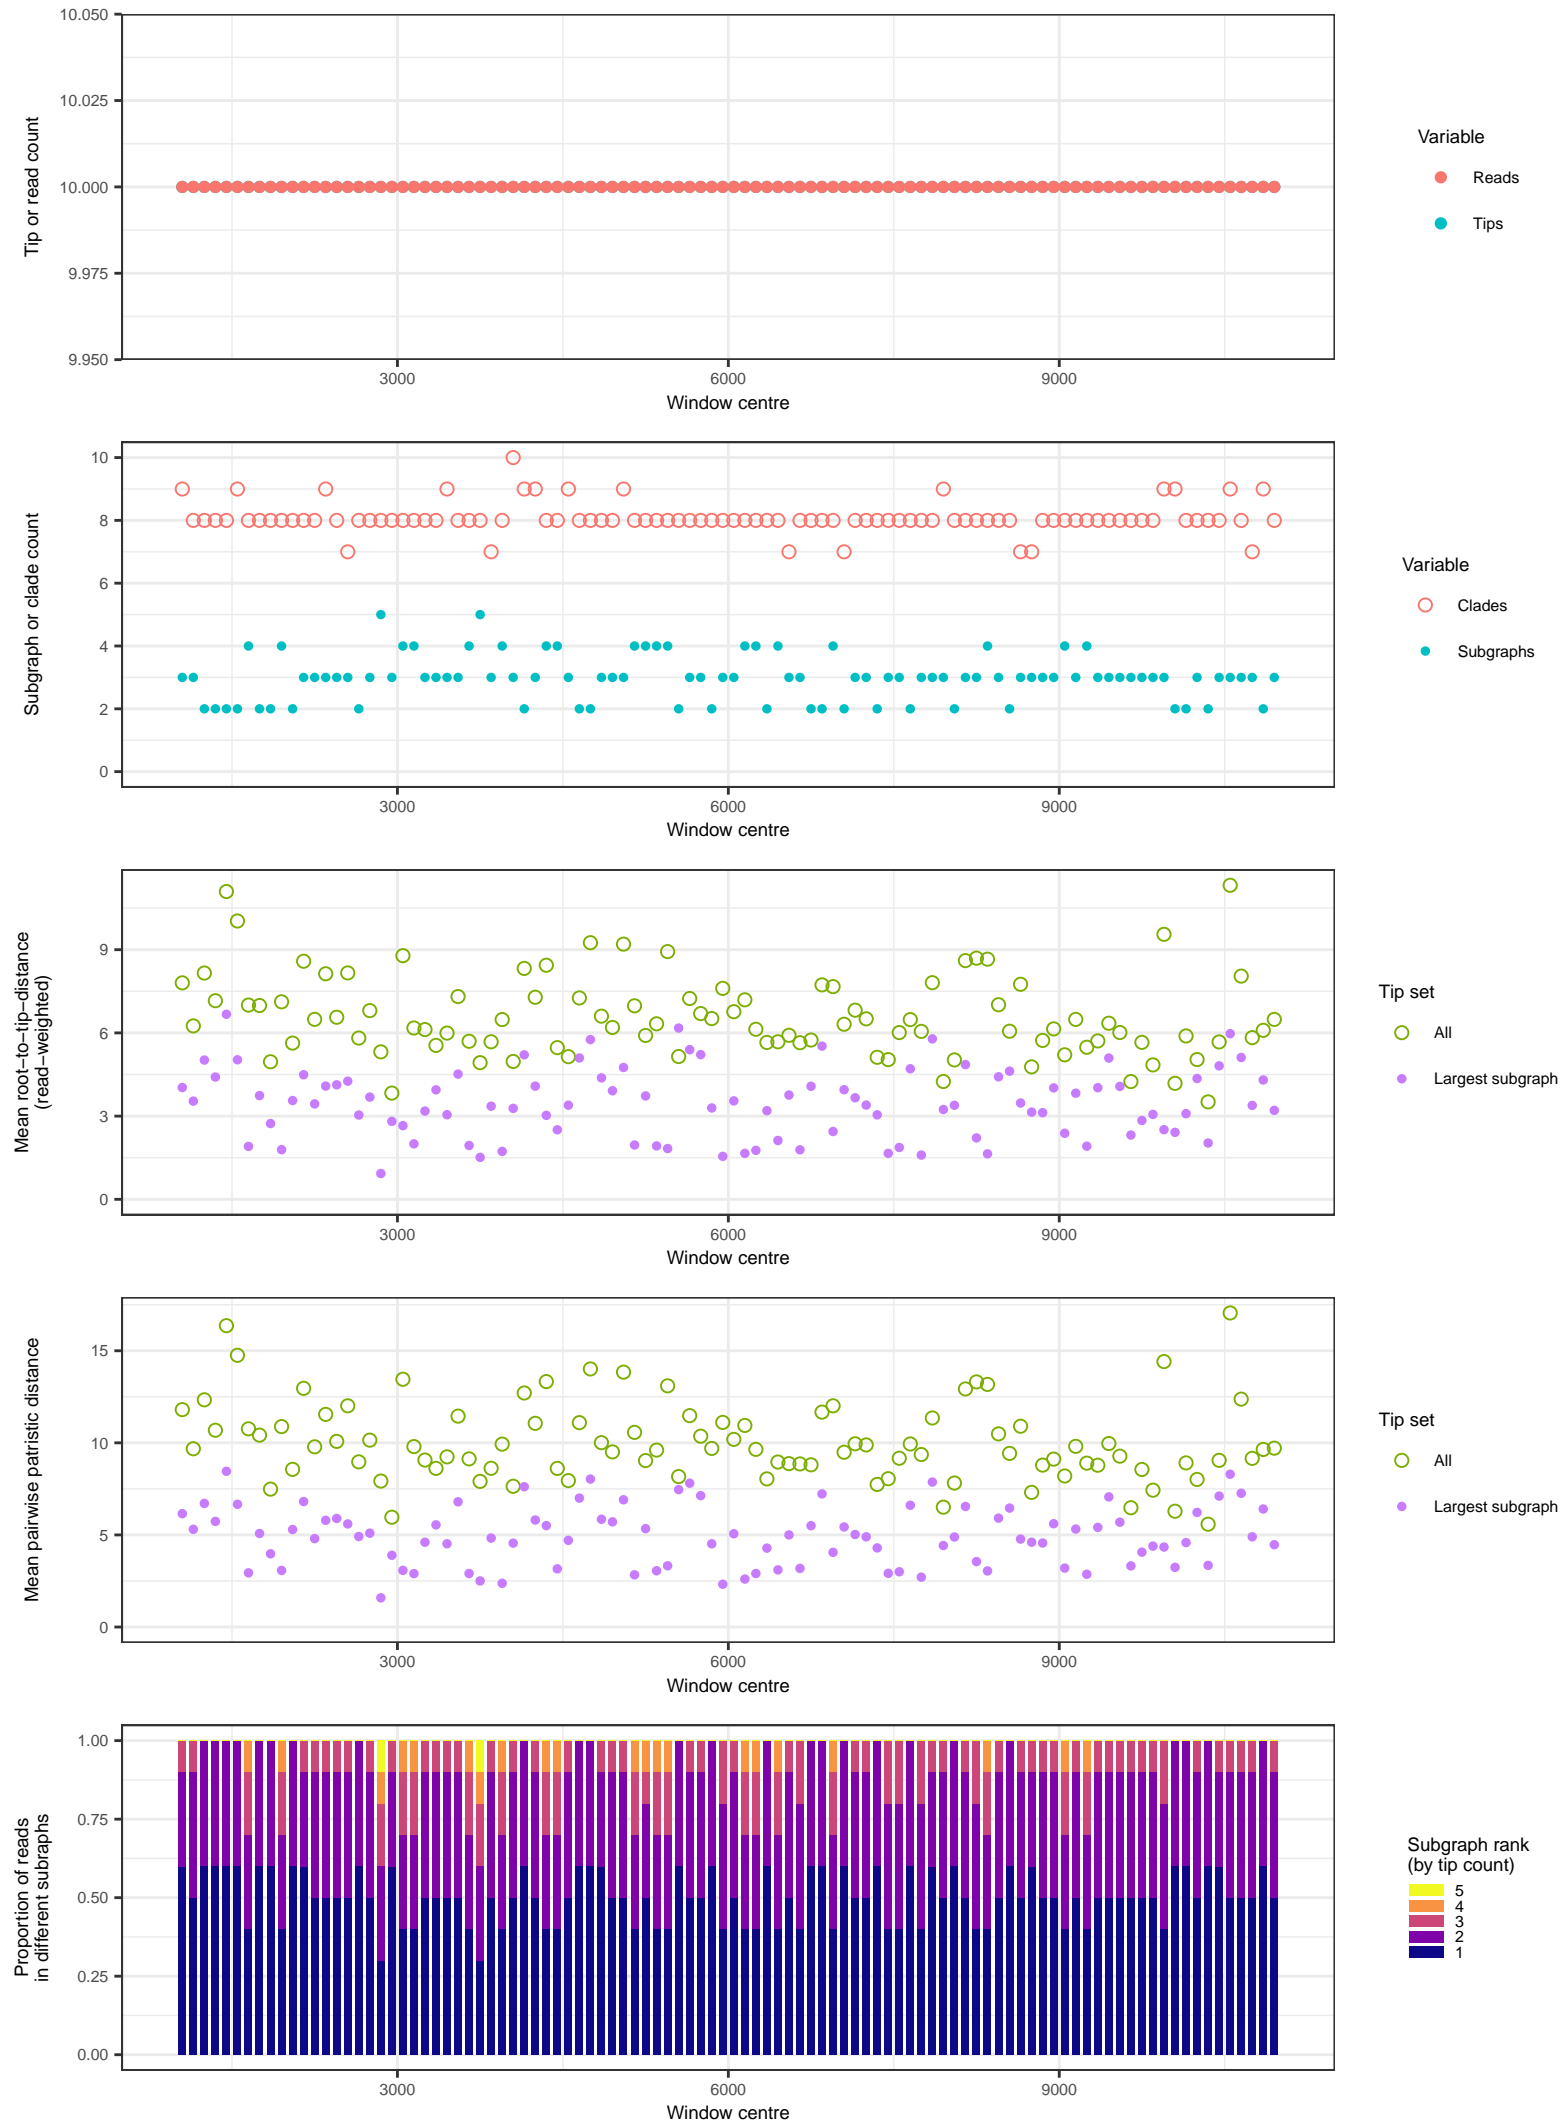 10.050
10.025
10.000
9.975
9.950
Tip or read count
3000 6000 9000
Window centre
Variable
Reads
Tips
10
8
6
4
2
0
Subgraph or clade count
3000 6000 9000
Window centre
Variable
Clades
Subgraphs
9
6
3
0
Mean root−to−tip−distance
(read−weighted)
3000 6000 9000
Window centre
Tip set
All
Largest subgraph
15
10
5
0
Mean pairwise patristic distance
3000 6000 9000
Window centre
Tip set
All
Largest subgraph
1.00
0.75
0.50
0.25
0.00
Proportion of reads
in different subraphs
3000 6000 9000
Window centre
Subgraph rank
(by tip count)
5
4
3
2
1